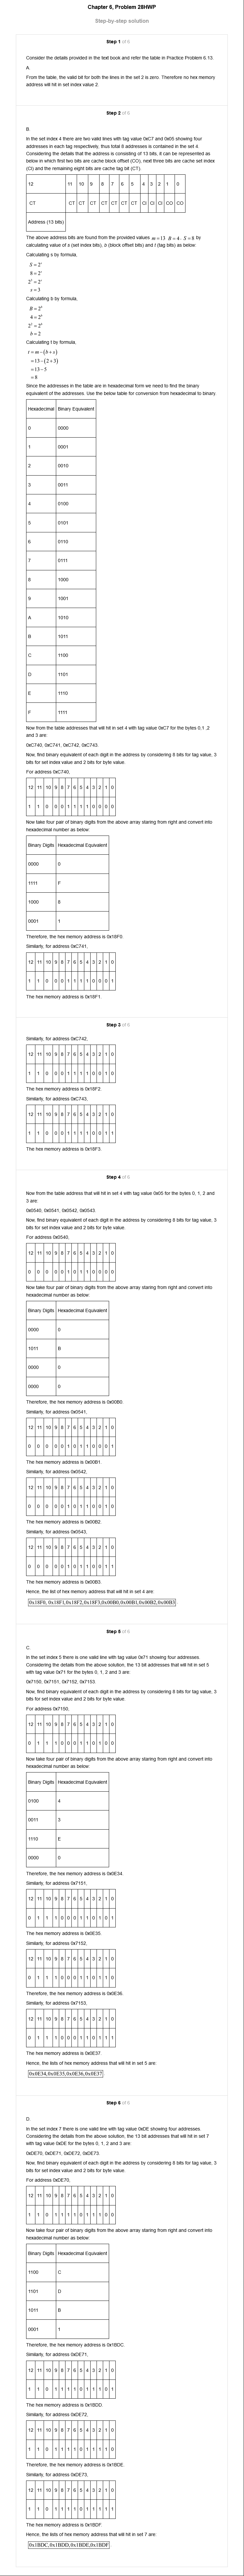 Chapter 6, Problem 28HWP
Step-by-step solution
Step 1 of 6
Consider the details provided in the text book and refer the table in Practice Problem 6.13.
A.
From the table, the valid bit for both the lines in the set 2 is zero. Therefore no hex memory
address will hit in set index value 2.
Step 2 of 6
B.
In the set index 4 there are two valid lines with tag value 0xC7 and 0x05 showing four
addresses in each tag respectively, thus total 8 addresses is contained in the set 4.
Considering the details that the address is consisting of 13 bits, it can be represented as
below in which find two bits are cache block offset (CO), next three bits are cache set index
(CI) and the remaining eight bits are cache tag bit (CT).
12 11 10 9 8 7 6 5 4 3 2 1 0
CT CT CT CT CT CT CT CT CI CI CI CO CO
Address (13 bits)
The above address bits are found from the provided values m = 13 B = 4. S = 8 by
calculating value of s (set index bits), b (block offset bits) and t (tag bits) as below:
Calculating s by formula,
S = 2ˢ
8 = 2ˢ
2³ = 2ˢ
s = 3
Calculating b by formula,
B = 2ᵇ
4 = 2ᵇ
2² = 2ᵇ
b = 2
Calculating t by formula,
t = m − (b + s)
= 13 − (2 + 3)
= 13 − 5
= 8
Since the addresses in the table are in hexadecimal form we need to find the binary
equivalent of the addresses. Use the below table for conversion from hexadecimal to binary.
Hexadecimal Binary Equivalent
0 0000
1 0001
2 0010
3 0011
4 0100
5 0101
6 0110
7 0111
8 1000
9 1001
A 1010
B 1011
C 1100
D 1101
E 1110
F 1111
Now from the table addresses that will hit in set 4 with tag value 0xC7 for the bytes 0,1 ,2
and 3 are:
0xC740, 0xC741, 0xC742, 0xC743.
Now, find binary equivalent of each digit in the address by considering 8 bits for tag value, 3
bits for set index value and 2 bits for byte value.
For address 0xC740,
12 11 10 9 8 7 6 5 4 3 2 1 0
1 1 0 0 0 1 1 1 1 0 0 0 0
Now take four pair of binary digits from the above array staring from right and convert into
hexadecimal number as below:
Binary Digits Hexadecimal Equivalent
0000 0
1111 F
1000 8
0001 1
Therefore, the hex memory address is 0x18F0.
Similarly, for address 0xC741,
12 11 10 9 8 7 6 5 4 3 2 1 0
1 1 0 0 0 1 1 1 1 0 0 0 1
The hex memory address is 0x18F1.
Step 3 of 6
Similarly, for address 0xC742,
12 11 10 9 8 7 6 5 4 3 2 1 0
1 1 0 0 0 1 1 1 1 0 0 1 0
The hex memory address is 0x18F2.
Similarly, for address 0xC743,
12 11 10 9 8 7 6 5 4 3 2 1 0
1 1 0 0 0 1 1 1 1 0 0 1 1
The hex memory address is 0x18F3.
Step 4 of 6
Now from the table address that will hit in set 4 with tag value 0x05 for the bytes 0, 1, 2 and
3 are:
0x0540, 0x0541, 0x0542, 0x0543.
Now, find binary equivalent of each digit in the address by considering 8 bits for tag value, 3
bits for set index value and 2 bits for byte value.
For address 0x0540,
12 11 10 9 8 7 6 5 4 3 2 1 0
0 0 0 0 0 1 0 1 1 0 0 0 0
Now take four pair of binary digits from the above array staring from right and convert into
hexadecimal number as below:
Binary Digits Hexadecimal Equivalent
0000 0
1011 B
0000 0
0000 0
Therefore, the hex memory address is 0x00B0.
Similarly, for address 0x0541,
12 11 10 9 8 7 6 5 4 3 2 1 0
0 0 0 0 0 1 0 1 1 0 0 0 1
The hex memory address is 0x00B1.
Similarly, for address 0x0542,
12 11 10 9 8 7 6 5 4 3 2 1 0
0 0 0 0 0 1 0 1 1 0 0 1 0
The hex memory address is 0x00B2.
Similarly, for address 0x0543,
12 11 10 9 8 7 6 5 4 3 2 1 0
0 0 0 0 0 1 0 1 1 0 0 1 1
The hex memory address is 0x00B3.
Hence, the list of hex memory address that will hit in set 4 are:
0x18F0, 0x18F1,0x18F2,0x18F3,0x00B0,0x00B1,0x00B2,0x00B3
Step 5 of 6
C.
In the set index 5 there is one valid line with tag value 0x71 showing four addresses.
Considering the details from the above solution, the 13 bit addresses that will hit in set 5
with tag value 0x71 for the bytes 0, 1, 2 and 3 are:
0x7150, 0x7151, 0x7152, 0x7153.
Now, find binary equivalent of each digit in the address by considering 8 bits for tag value, 3
bits for set index value and 2 bits for byte value.
For address 0x7150,
12 11 10 9 8 7 6 5 4 3 2 1 0
0 1 1 1 0 0 0 1 1 0 1 0 0
Now take four pair of binary digits from the above array staring from right and convert into
hexadecimal number as below:
Binary Digits Hexadecimal Equivalent
0100 4
0011 3
1110 E
0000 0
Therefore, the hex memory address is 0x0E34.
Similarly, for address 0x7151,
12 11 10 9 8 7 6 5 4 3 2 1 0
0 1 1 1 0 0 0 1 1 0 1 0 1
The hex memory address is 0x0E35.
Similarly, for address 0x7152,
12 11 10 9 8 7 6 5 4 3 2 1 0
0 1 1 1 0 0 0 1 1 0 1 1 0
Therefore, the hex memory address is 0x0E36.
Similarly, for address 0x7153,
12 11 10 9 8 7 6 5 4 3 2 1 0
0 1 1 1 0 0 0 1 1 0 1 1 1
The hex memory address is 0x0E37.
Hence, the lists of hex memory address that will hit in set 5 are:
0x0E34,0x0E35,0x0E36,0x0E37
Step 6 of 6
D.
In the set index 7 there is one valid line with tag value 0xDE showing four addresses.
Considering the details from the above solution, the 13 bit addresses that will hit in set 7
with tag value 0xDE for the bytes 0, 1, 2 and 3 are:
0xDE70, 0xDE71, 0xDE72, 0xDE73.
Now, find binary equivalent of each digit in the address by considering 8 bits for tag value, 3
bits for set index value and 2 bits for byte value.
For address 0xDE70,
12 11 10 9 8 7 6 5 4 3 2 1 0
1 1 0 1 1 1 1 0 1 1 1 0 0
Now take four pair of binary digits from the above array staring from right and convert into
hexadecimal number as below:
Binary Digits Hexadecimal Equivalent
1100 C
1101 D
1011 B
0001 1
Therefore, the hex memory address is 0x1BDC.
Similarly, for address 0xDE71,
12 11 10 9 8 7 6 5 4 3 2 1 0
1 1 0 1 1 1 1 0 1 1 1 0 1
The hex memory address is 0x1BDD.
Similarly, for address 0xDE72,
12 11 10 9 8 7 6 5 4 3 2 1 0
1 1 0 1 1 1 1 0 1 1 1 1 0
Therefore, the hex memory address is 0x1BDE.
Similarly, for address 0xDE73,
12 11 10 9 8 7 6 5 4 3 2 1 0
1 1 0 1 1 1 1 0 1 1 1 1 1
The hex memory address is 0x1BDF.
Hence, the lists of hex memory address that will hit in set 7 are:
0x1BDC,0x1BDD,0x1BDE,0x1BDF